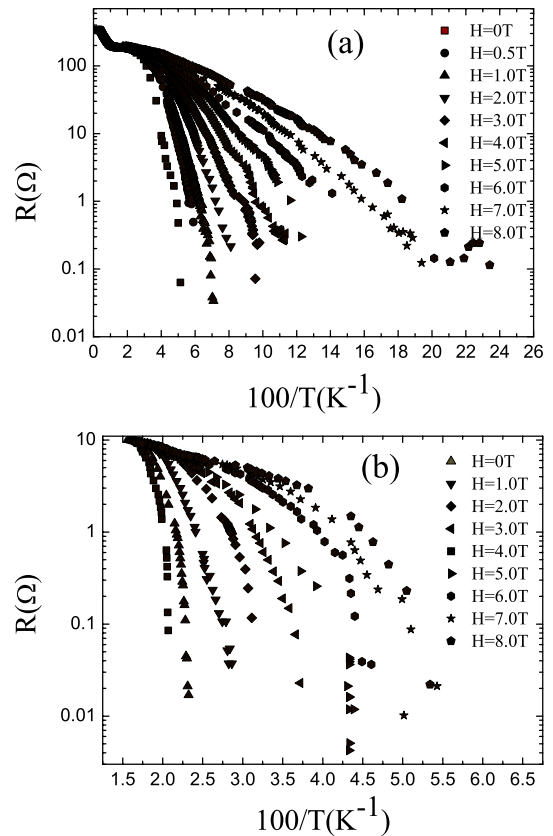 (a)
H=0T
H=0.5T
H=1.0T
H=2.0T
H=3.0T
H=4.0T
H=5.0T
H=6.0T
H=7.0T
H=8.0T
100
10
1
0.1
0.01
R(Ω)
0 2 4 6 8 10 12 14 16 18 20 22 24 26
100/T(K⁻¹)
(b)
H=0T
H=1.0T
H=2.0T
H=3.0T
H=4.0T
H=5.0T
H=6.0T
H=7.0T
H=8.0T
10
1
0.1
0.01
R(Ω)
1.5 2.0 2.5 3.0 3.5 4.0 4.5 5.0 5.5 6.0 6.5
100/T(K⁻¹)